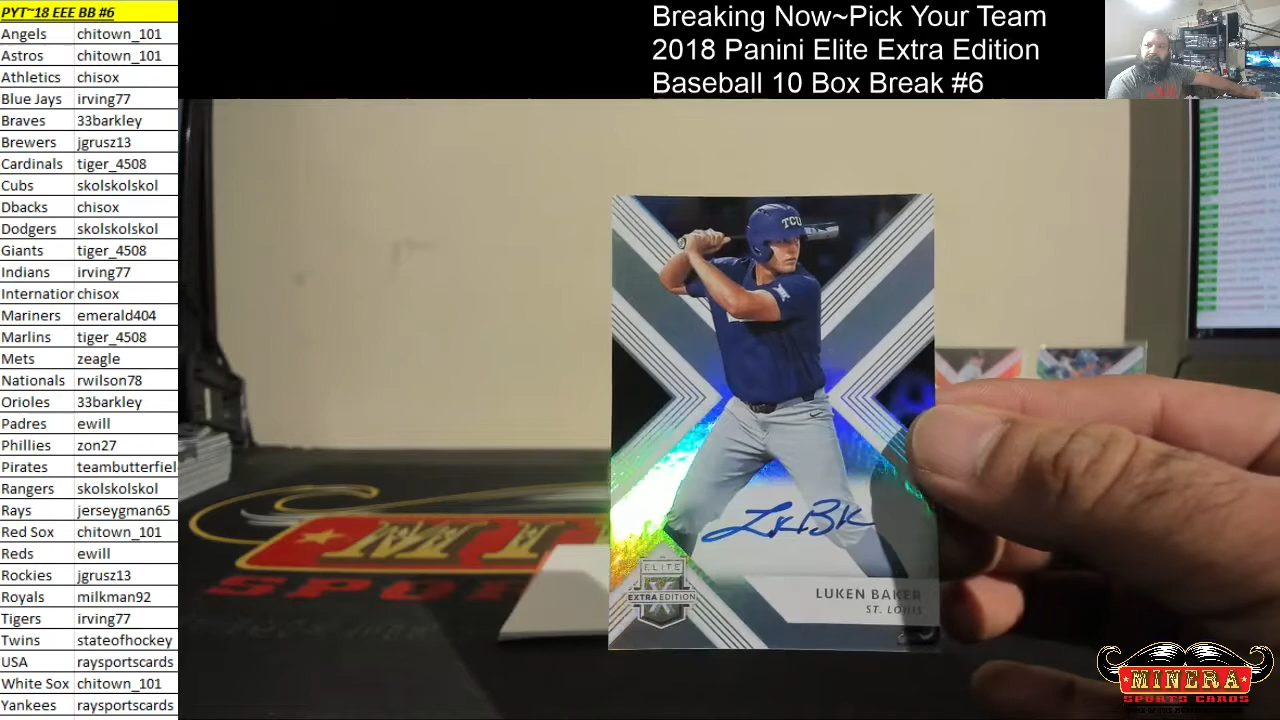 PYT~18 EEE BB #6
Angels chitown_101
Astros chitown_101
Athletics chisox
Blue Jays irving77
Braves 33barkley
Brewers jgrusz13
Cardinals tiger_4508
Cubs skolskolskol
Dbacks chisox
Dodgers skolskolskol
Giants tiger_4508
Indians irving77
Internation chisox
Mariners emerald404
Marlins tiger_4508
Mets zeagle
Nationals rwilson78
Orioles 33barkley
Padres ewill
Phillies zon27
Pirates teambutterfiel
Rangers skolskolskol
Rays jerseygman65
Red Sox chitown_101
Reds ewill
Rockies jgrusz13
Royals milkman92
Tigers irving77
Twins stateofhockey
USA raysportscards
White Sox chitown_101
Yankees raysportscards
Breaking Now~Pick Your Team
2018 Panini Elite Extra Edition
Baseball 10 Box Break #6
TCU
ELITE
EXTRA EDITION
LUKEN BAKER
ST. LOUIS
MINERA
SPORTS CARDS